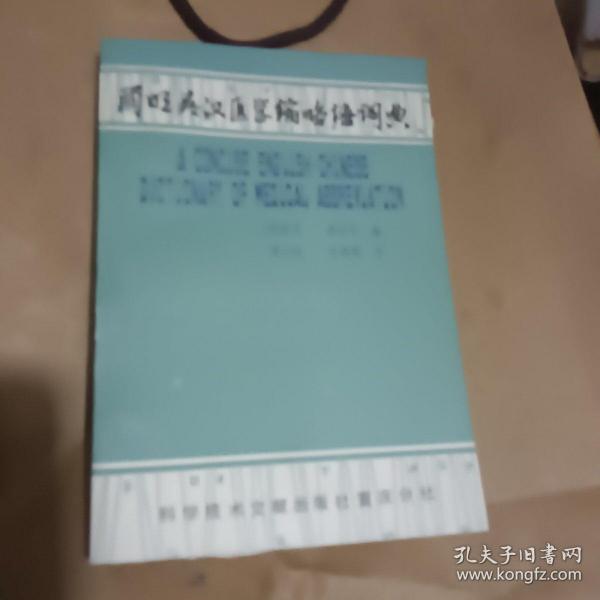 简明英汉医学缩略语词典
A CONCISE ENGLISH CHINESE
DICTIONARY OF MEDICAL ABBREVIATION
编
科学技术文献出版社重庆分社
孔夫子旧书网
www.kongfz.com